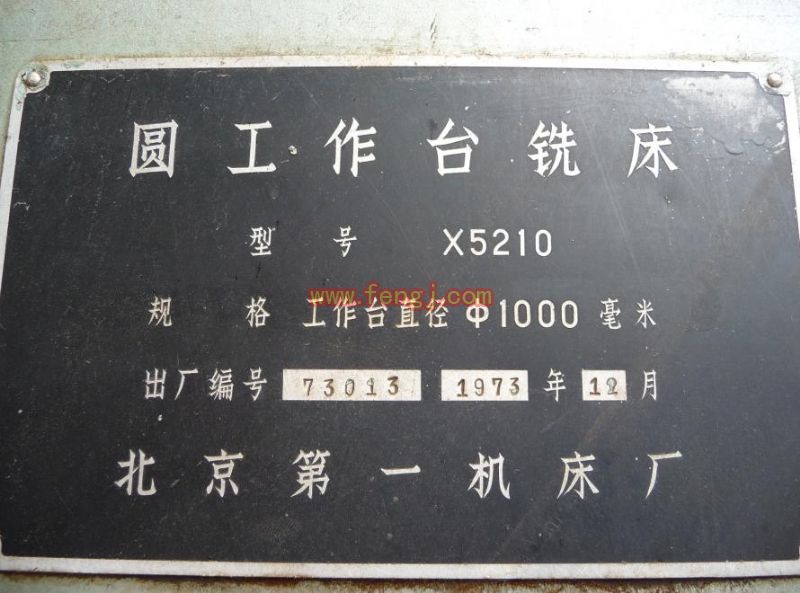 圆工作台铣床
型号 X5210
www.fengj.com
规格 工作台直径 Φ1000 毫米
出厂编号 73013 1973 年 12 月
北京第一机床厂